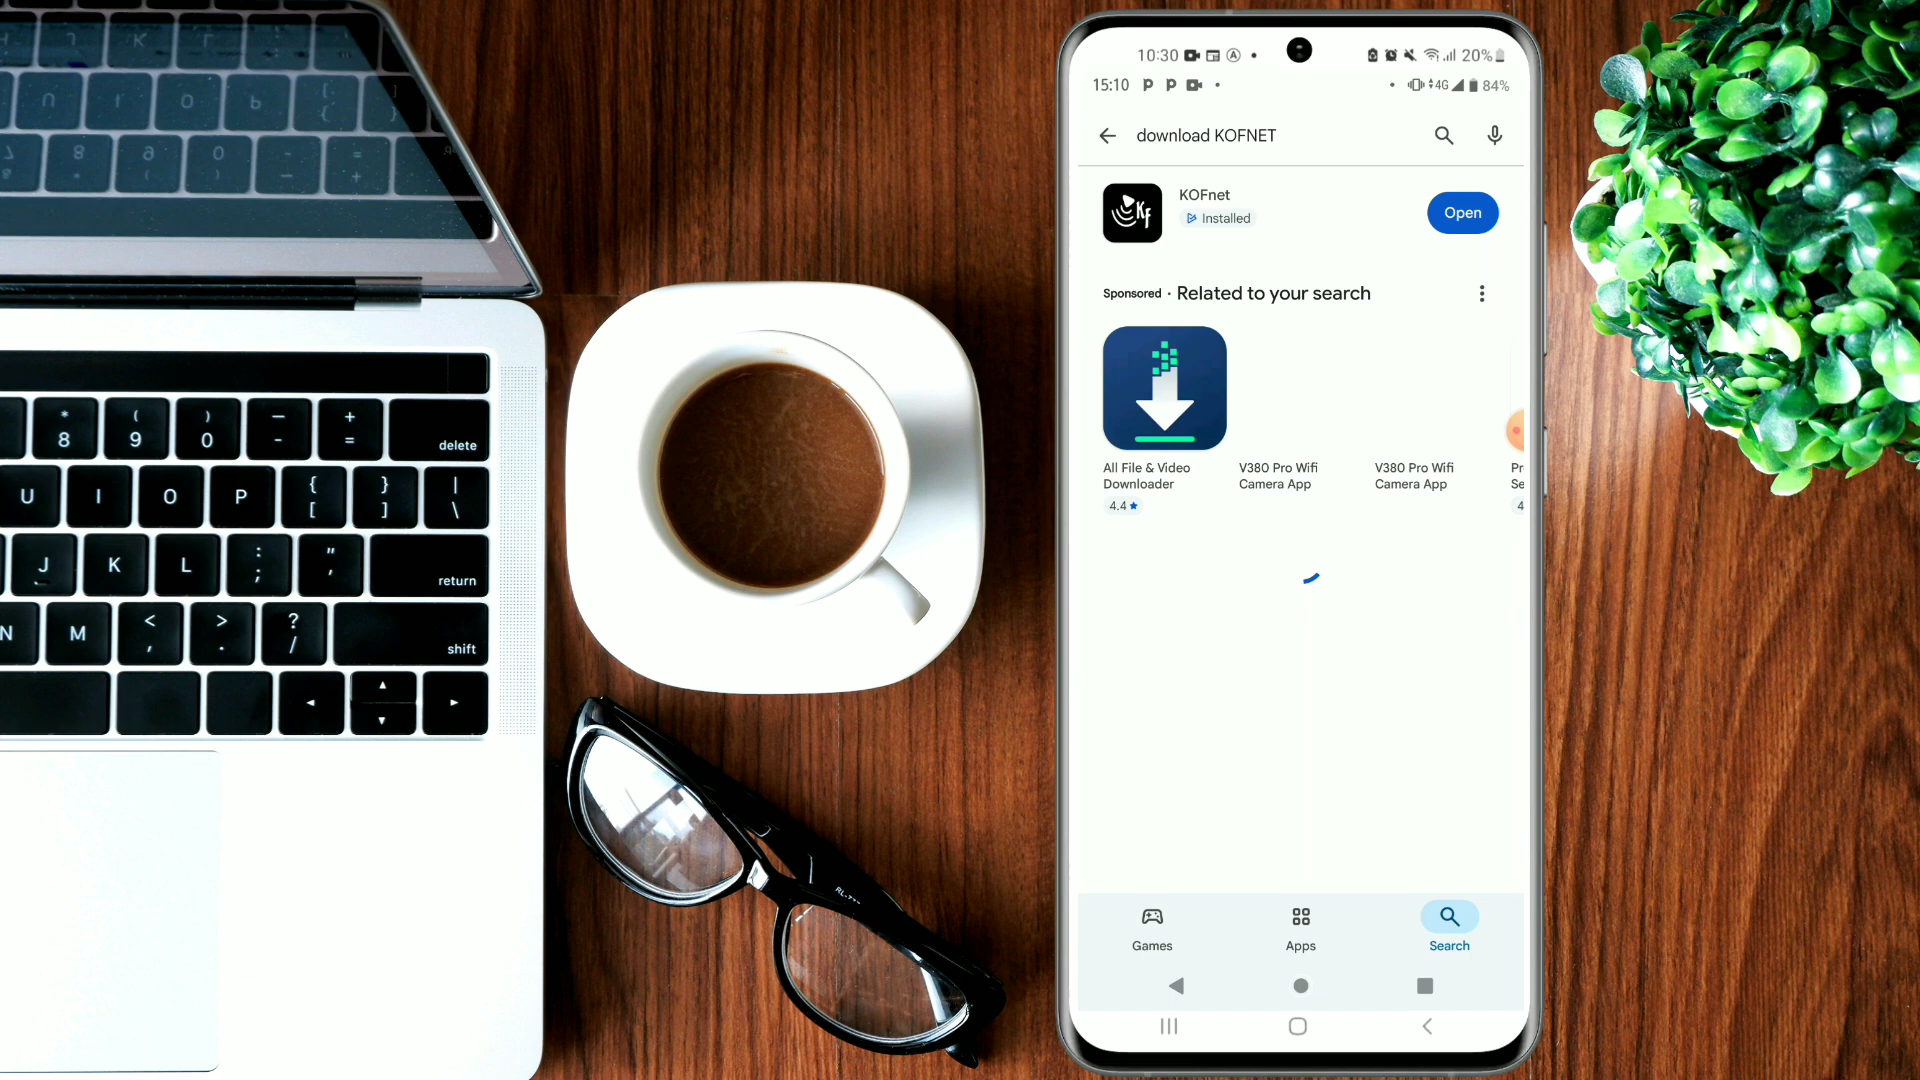 10:30 20%
15:10 P P 4G 84%
download KOFNET
Kf
KOFnet
Installed
Open
Sponsored · Related to your search
All File & Video
Downloader
4.4★
V380 Pro Wifi
Camera App
V380 Pro Wifi
Camera App
Games
Apps
Search
* 8
( 9
) 0
— -
+ =
delete
U I O P { [ } ] | \
J K L : ; " ' return
N M < , > . ? / shift